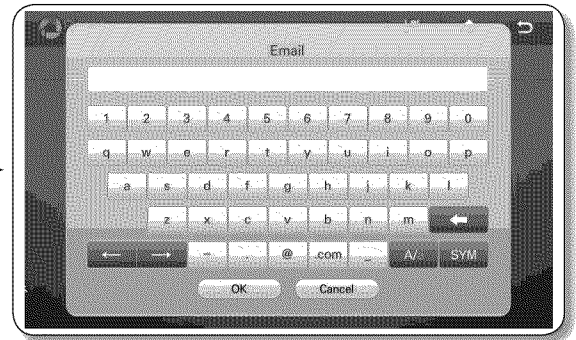 Email
1 2 3 4 5 6 7 8 9 0
q w e r t y u i o p
a s d f g h j k l
z x c v b n m
- . @ .com _ A/. SYM
OK Cancel